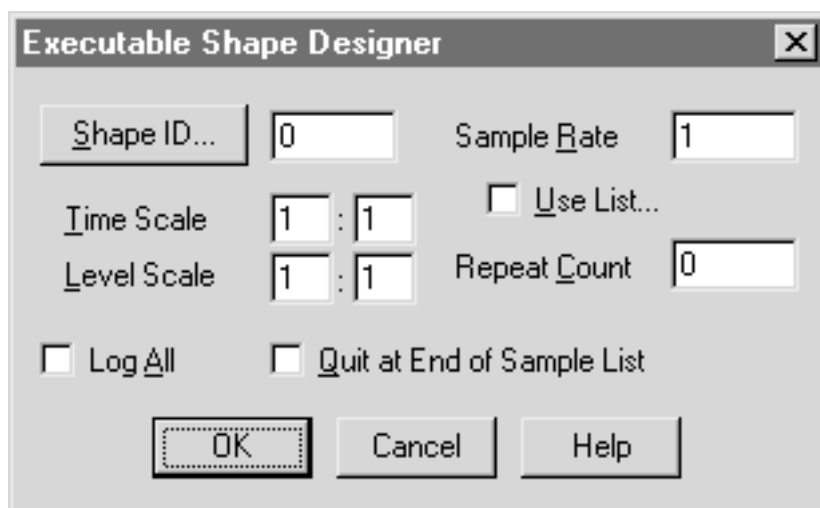 Executable Shape Designer
Shape ID... 0 Sample Rate 1
Use List...
Time Scale 1 : 1
Level Scale 1 : 1 Repeat Count 0
Log All Quit at End of Sample List
OK Cancel Help